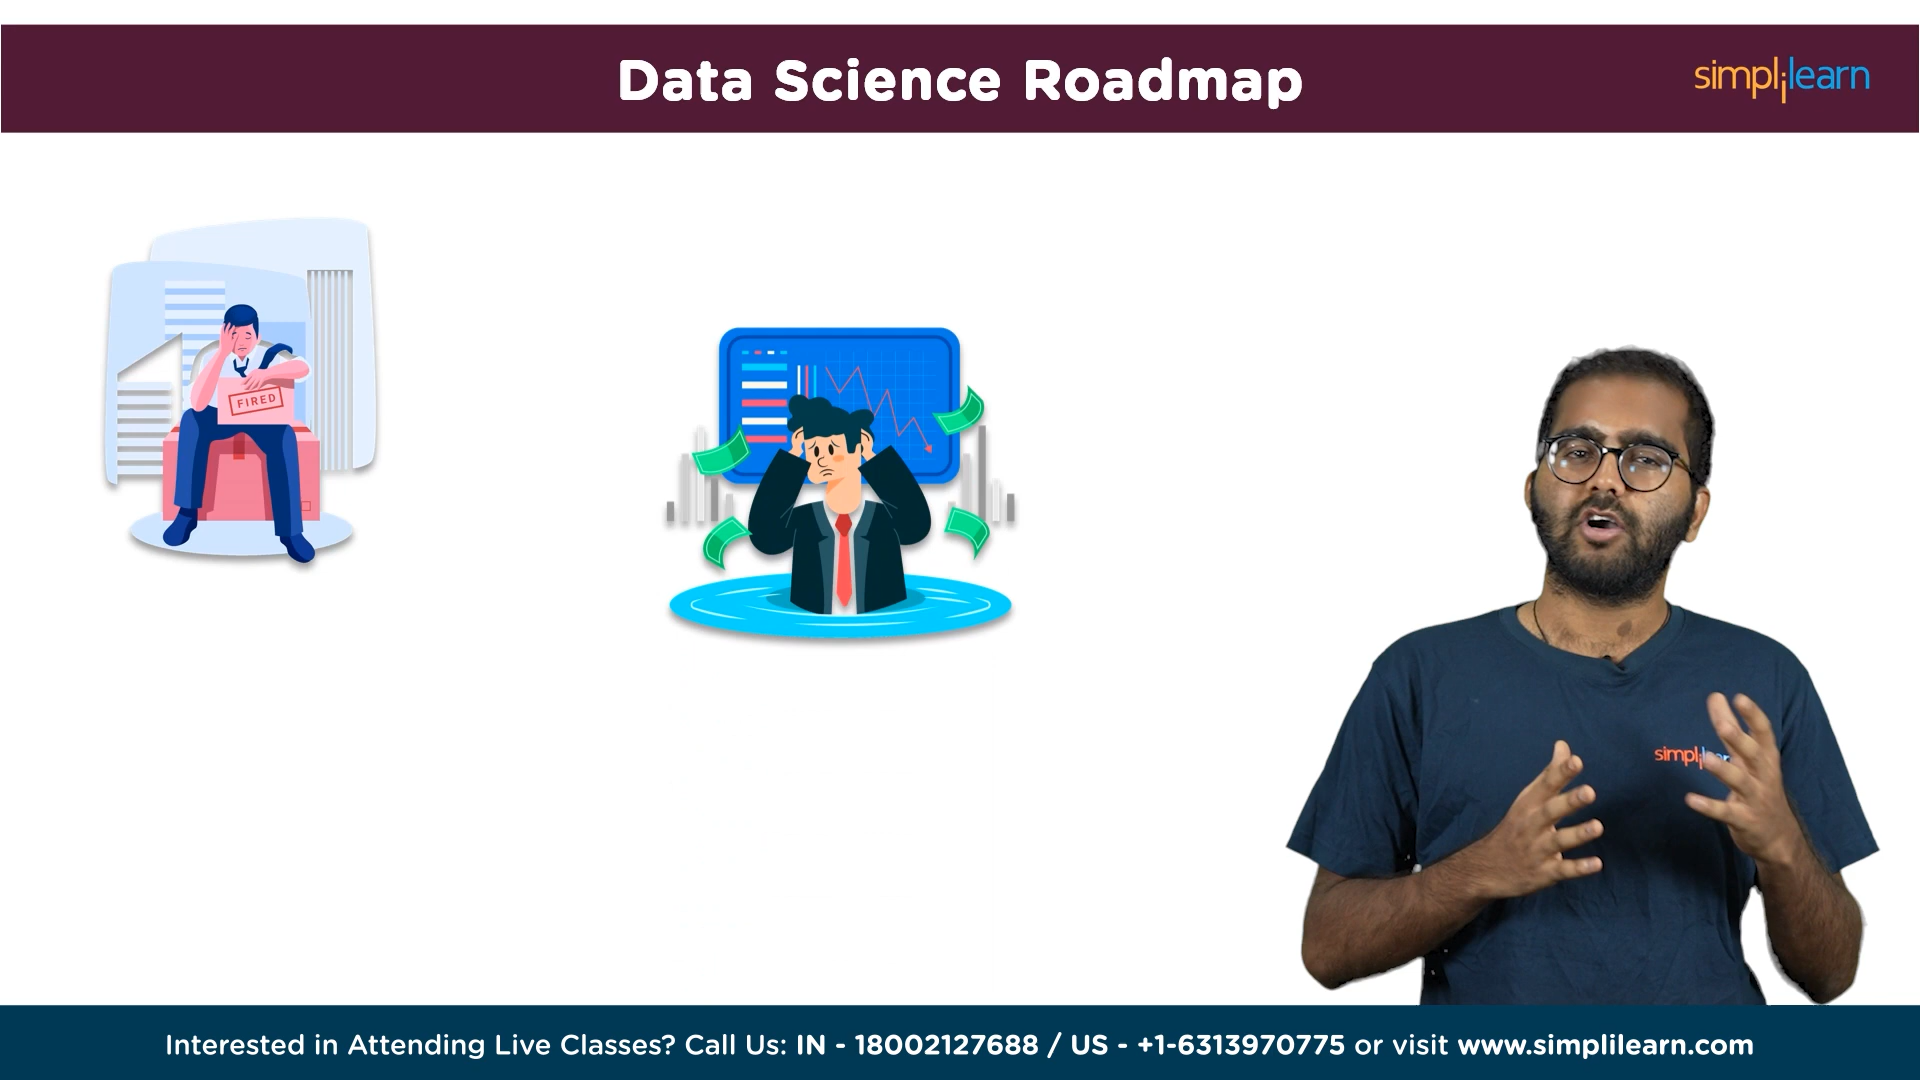 Data Science Roadmap
simplilearn
FIRED
simplilearn
Interested in Attending Live Classes? Call Us: IN - 18002127688 / US - +1-6313970775 or visit www.simplilearn.com